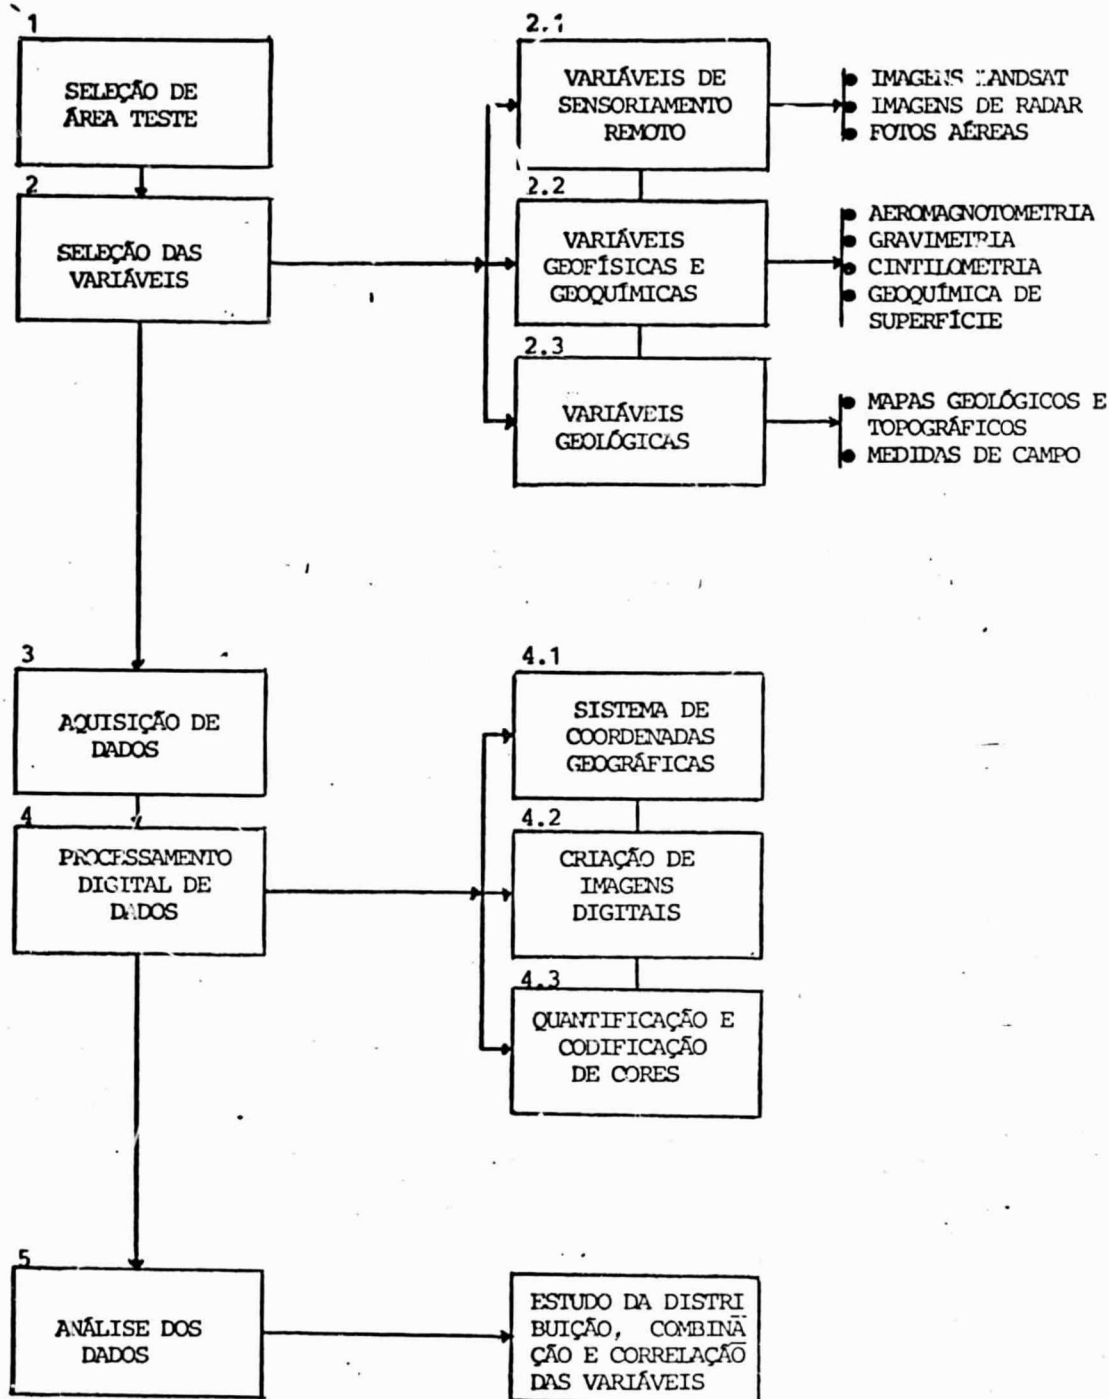 1
SELEÇÃO DE
ÁREA TESTE
2
SELEÇÃO DAS
VARIÁVEIS
2.1
VARIÁVEIS DE
SENSORIAMENTO
REMOTO
IMAGENS LANDSAT
IMAGENS DE RADAR
FOTOS AÉREAS
2.2
VARIÁVEIS
GEOFÍSICAS E
GEOQUÍMICAS
AEROMAGNOTOMETRIA
GRAVIMETRIA
CINTILOMETRIA
GEOQUÍMICA DE
SUPERFÍCIE
2.3
VARIÁVEIS
GEOLÓGICAS
MAPAS GEOLÓGICOS E
TOPOGRÁFICOS
MEDIDAS DE CAMPO
3
AQUISIÇÃO DE
DADOS
4
PROCESSAMENTO
DIGITAL DE
DADOS
4.1
SISTEMA DE
COORDENADAS
GEOGRÁFICAS
4.2
CRIAÇÃO DE
IMAGENS
DIGITAIS
4.3
QUANTIFICAÇÃO E
CODIFICAÇÃO
DE CORES
5
ANÁLISE DOS
DADOS
ESTUDO DA DISTRI
BUIÇÃO, COMBINA
ÇÃO E CORRELAÇÃO
DAS VARIÁVEIS